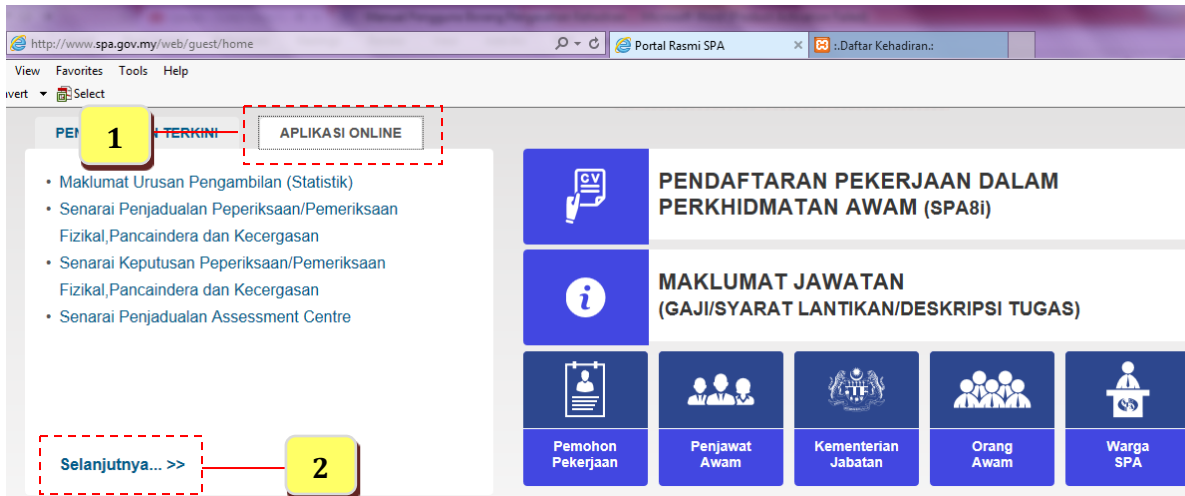 http://www.spa.gov.my/web/guest/home
Portal Rasmi SPA
:.Daftar Kehadiran.:
View Favorites Tools Help
Select
1
TERKINI
APLIKASI ONLINE
• Maklumat Urusan Pengambilan (Statistik)
• Senarai Penjadualan Peperiksaan/Pemeriksaan
Fizikal,Pancaindera dan Kecergasan
• Senarai Keputusan Peperiksaan/Pemeriksaan
Fizikal,Pancaindera dan Kecergasan
• Senarai Penjadualan Assessment Centre
Selanjutnya... >>
2
CV
PENDAFTARAN PEKERJAAN DALAM
PERKHIDMATAN AWAM (SPA8i)
i
MAKLUMAT JAWATAN
(GAJI/SYARAT LANTIKAN/DESKRIPSI TUGAS)
Pemohon
Pekerjaan
Penjawat
Awam
Kementerian
Jabatan
Orang
Awam
Warga
SPA